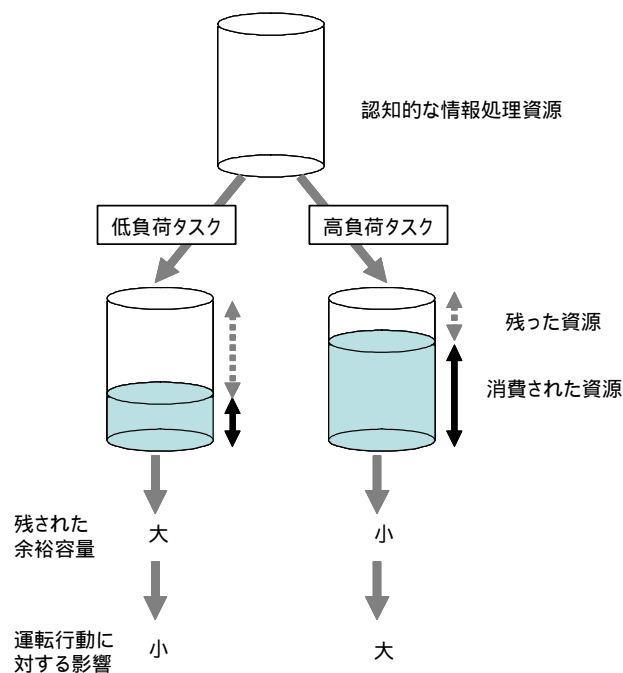 認知的な情報処理資源
低負荷タスク
高負荷タスク
残った資源
消費された資源
残された
余裕容量
大
小
運転行動に
対する影響
小
大